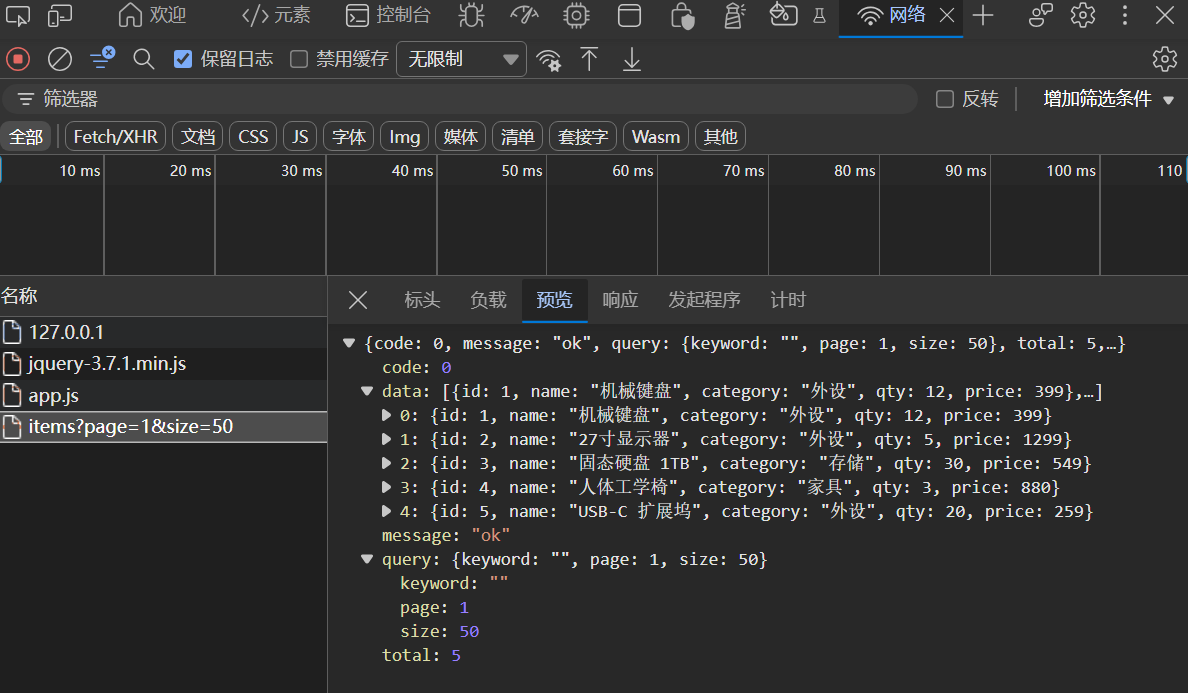 欢迎 元素 控制台 网络
保留日志 禁用缓存 无限制
筛选器 反转 增加筛选条件
全部 Fetch/XHR 文档 CSS JS 字体 Img 媒体 清单 套接字 Wasm 其他
10 ms 20 ms 30 ms 40 ms 50 ms 60 ms 70 ms 80 ms 90 ms 100 ms 110
名称
127.0.0.1
jquery-3.7.1.min.js
app.js
items?page=1&size=50
标头 负载 预览 响应 发起程序 计时
{code: 0, message: "ok", query: {keyword: "", page: 1, size: 50}, total: 5,…}
code: 0
data: [{id: 1, name: "机械键盘", category: "外设", qty: 12, price: 399},…]
0: {id: 1, name: "机械键盘", category: "外设", qty: 12, price: 399}
1: {id: 2, name: "27寸显示器", category: "外设", qty: 5, price: 1299}
2: {id: 3, name: "固态硬盘 1TB", category: "存储", qty: 30, price: 549}
3: {id: 4, name: "人体工学椅", category: "家具", qty: 3, price: 880}
4: {id: 5, name: "USB-C 扩展坞", category: "外设", qty: 20, price: 259}
message: "ok"
query: {keyword: "", page: 1, size: 50}
keyword: ""
page: 1
size: 50
total: 5